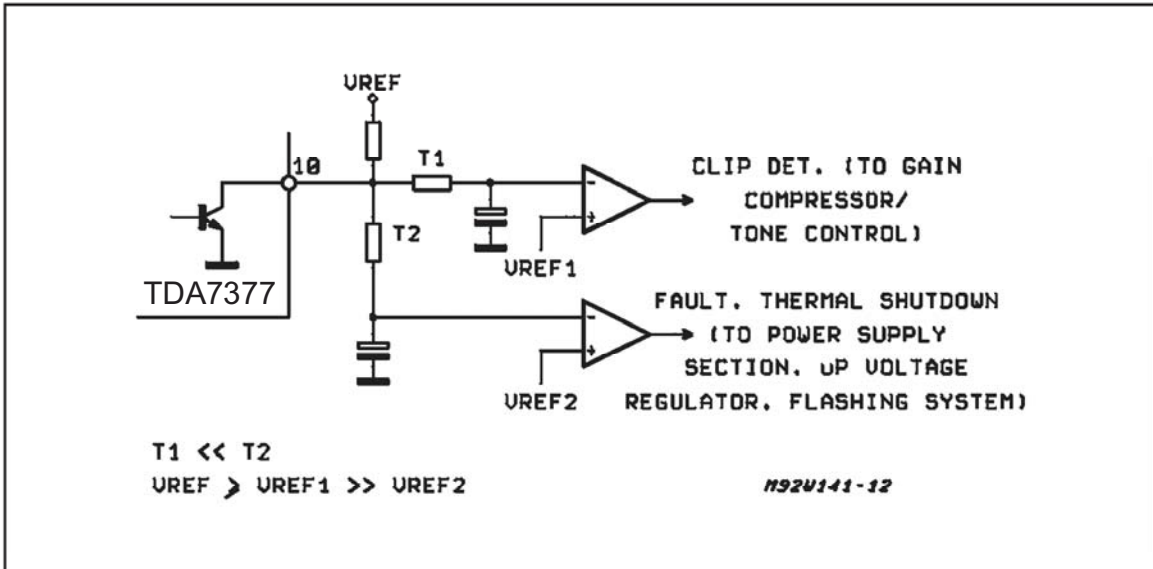 VREF
10
T1
CLIP DET. (TO GAIN
COMPRESSOR/
TONE CONTROL)
T2
VREF1
TDA7377
FAULT. THERMAL SHUTDOWN
(TO POWER SUPPLY
SECTION. uP VOLTAGE
REGULATOR. FLASHING SYSTEM)
VREF2
T1 << T2
VREF ⩾ VREF1 >> VREF2
M92W141-12